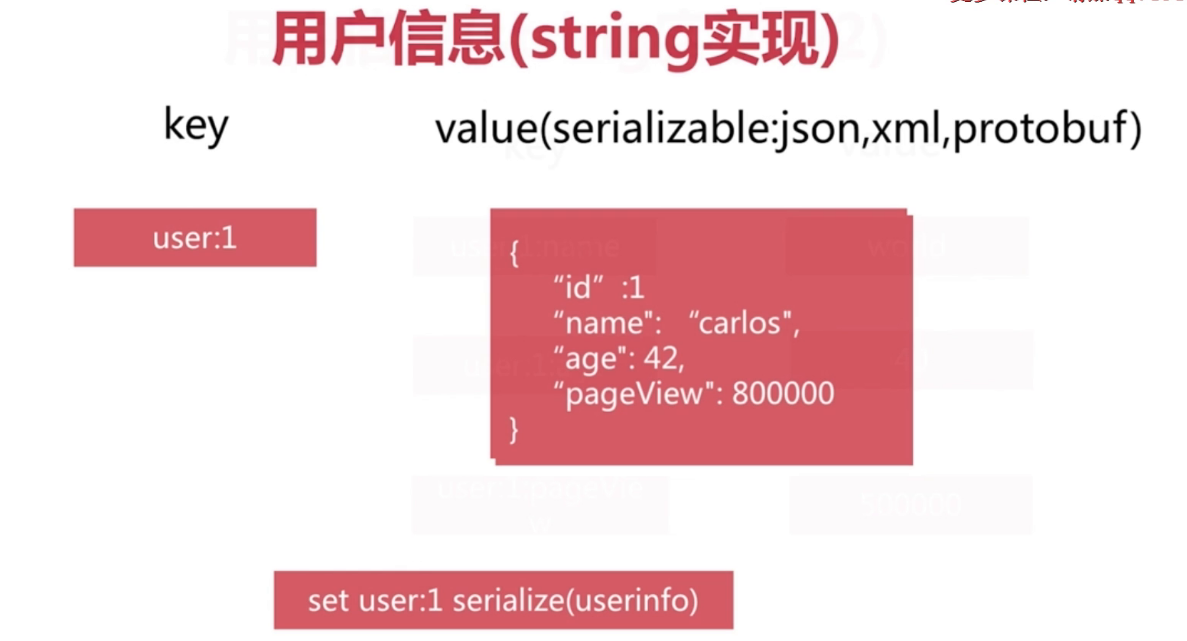 用户信息(string实现)
key
value(serializable:json,xml,protobuf)
user:1
{
“id” :1
“name": “carlos",
“age": 42,
“pageView": 800000
}
set user:1 serialize(userinfo)